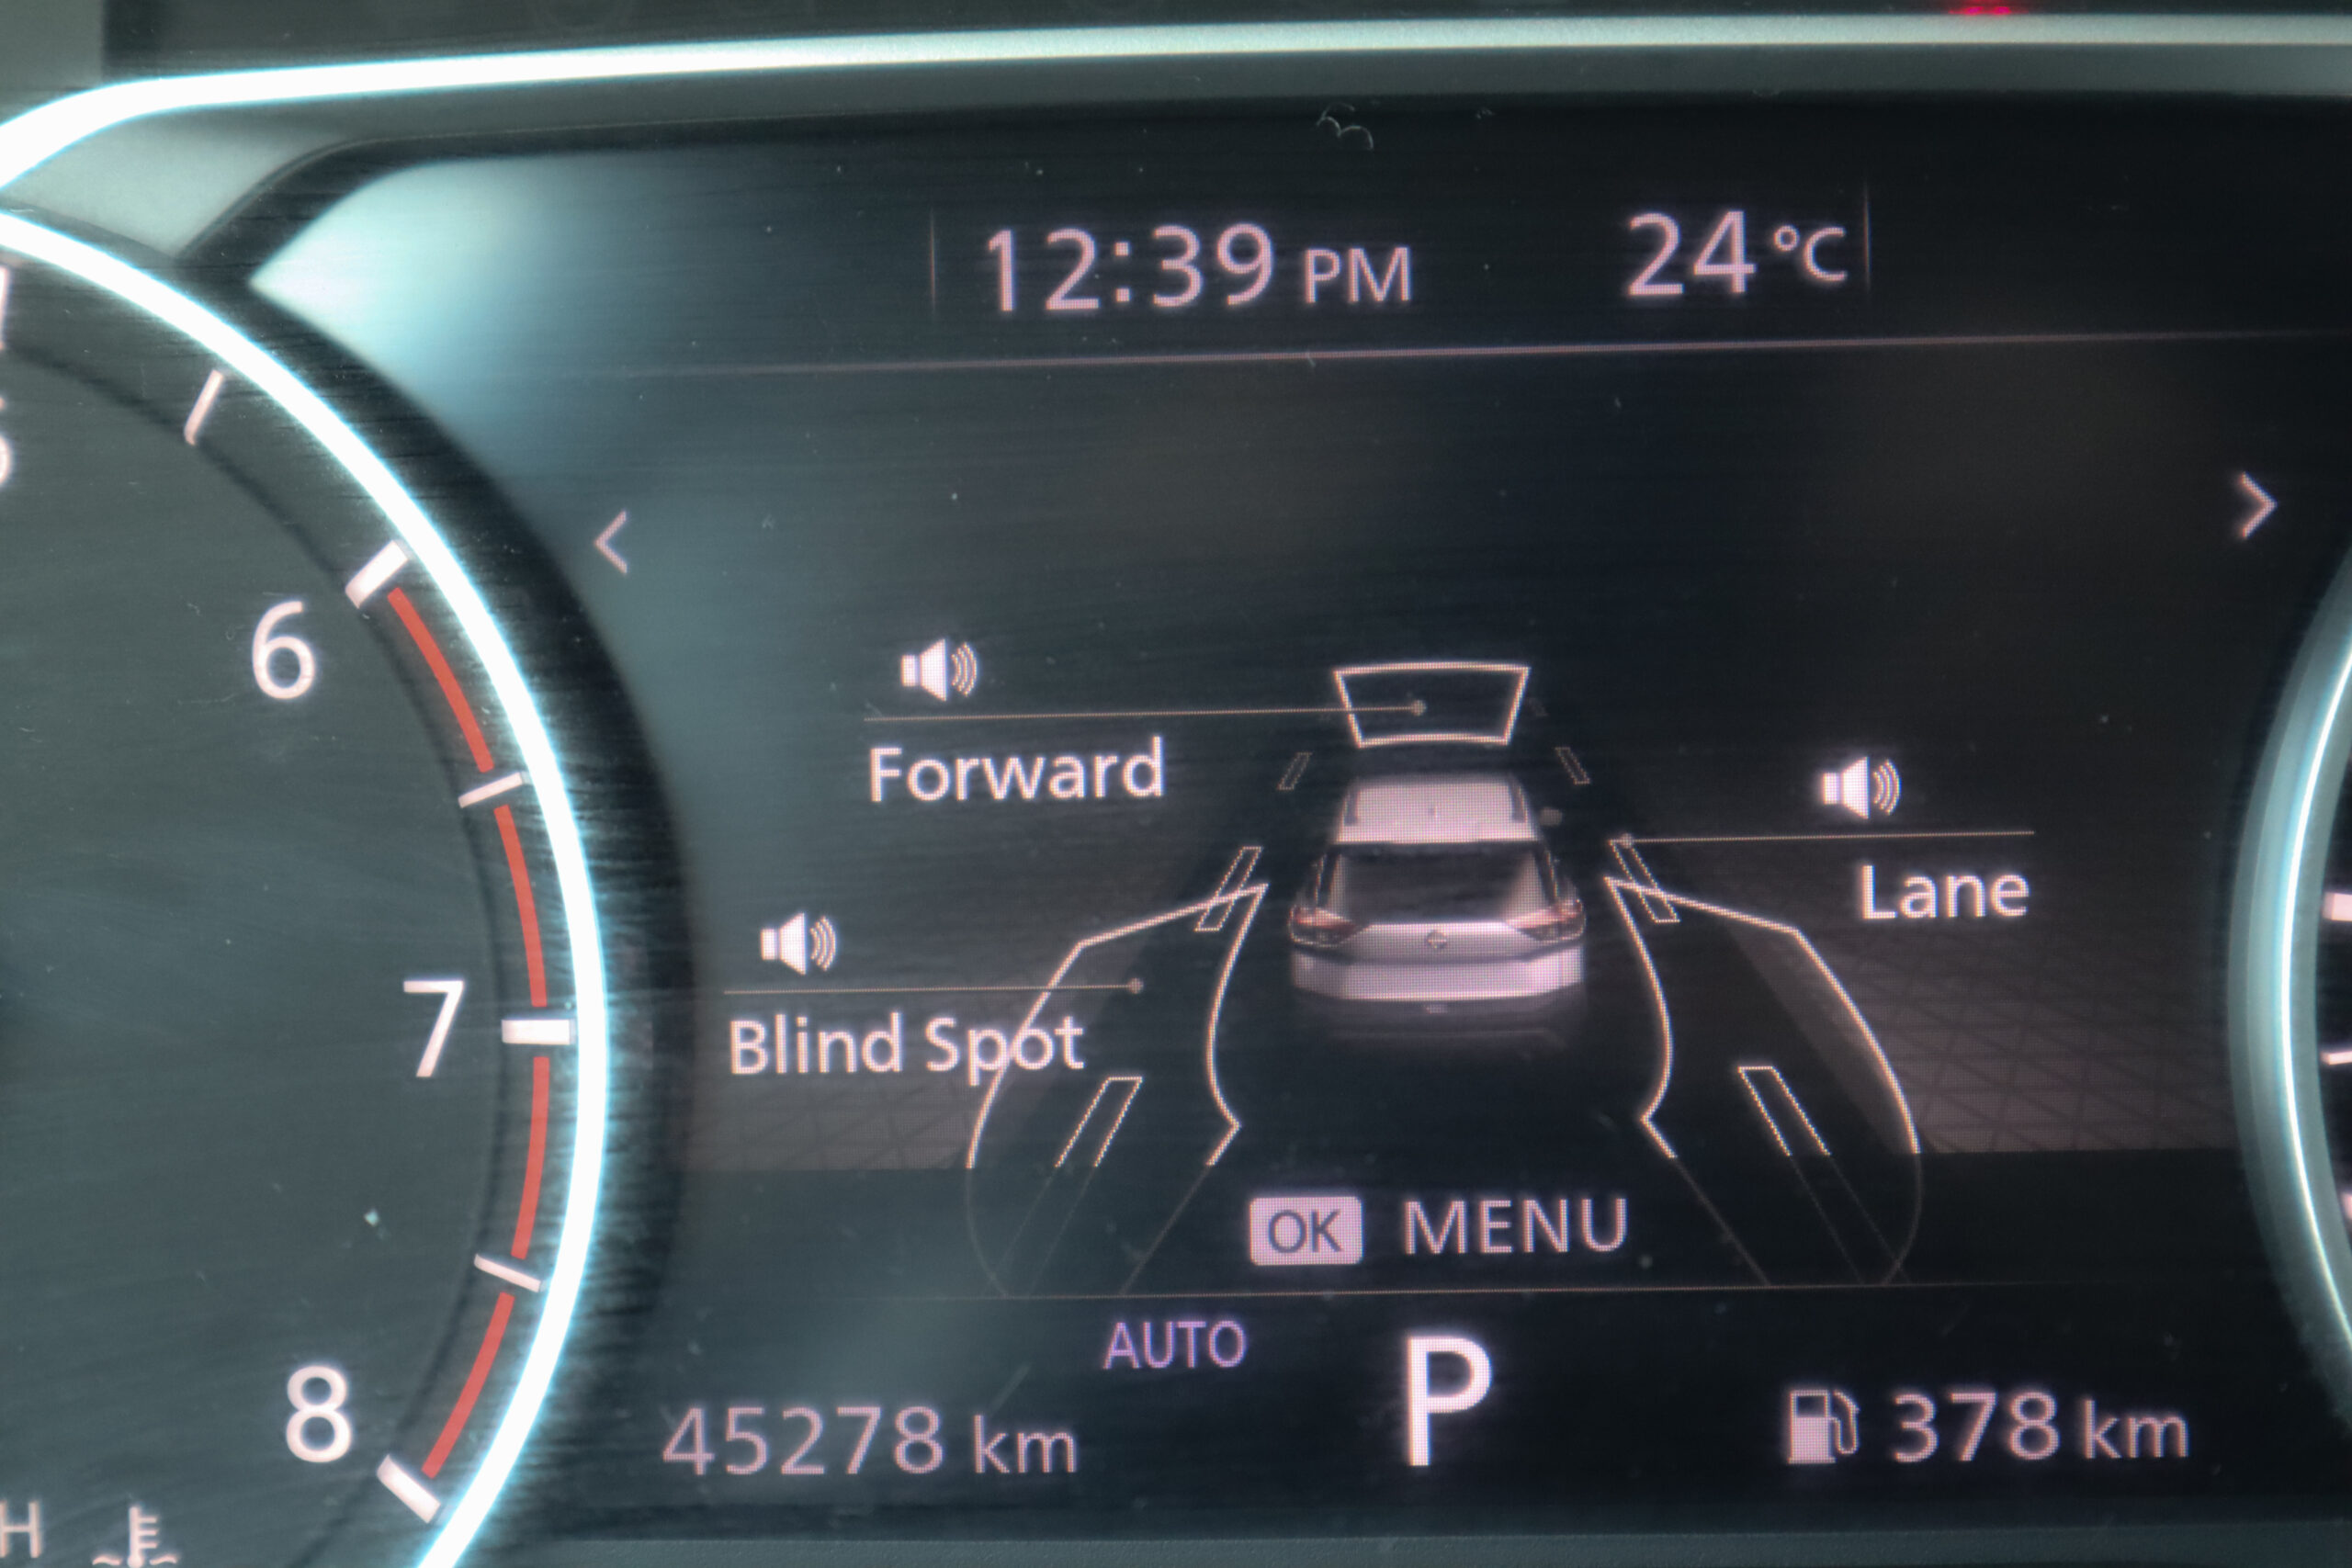 12:39 PM 24 °C
6
Forward
Lane
7
Blind Spot
OK MENU
AUTO
P
8
45278 km
378 km
H